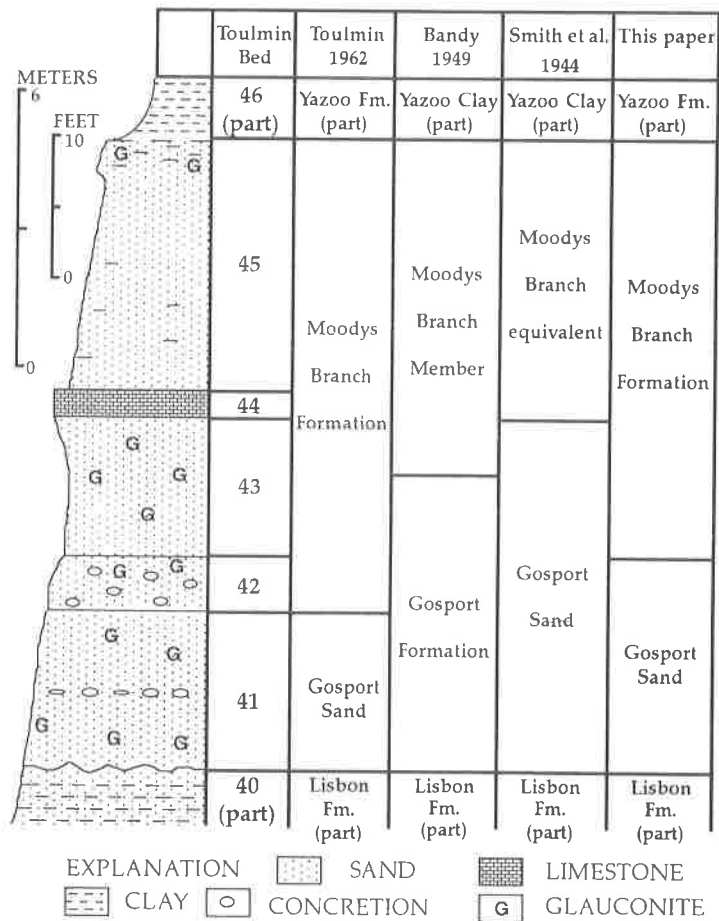 Toulmin Bed
Toulmin 1962
Bandy 1949
Smith et al. 1944
This paper
METERS
6
0
FEET
10
0
46 (part)
Yazoo Fm. (part)
Yazoo Clay (part)
Yazoo Clay (part)
Yazoo Fm. (part)
G
G
45
Moodys
Branch
Formation
Moodys
Branch
Member
Moodys
Branch
equivalent
Moodys
Branch
Formation
44
G
G
G
G
43
G
G
42
Gosport
Formation
Gosport
Sand
G
G
G
G
G
41
Gosport
Sand
Gosport
Sand
40
(part)
Lisbon
Fm.
(part)
Lisbon
Fm.
(part)
Lisbon
Fm.
(part)
Lisbon
Fm.
(part)
EXPLANATION
SAND
LIMESTONE
CLAY
CONCRETION
G GLAUCONITE